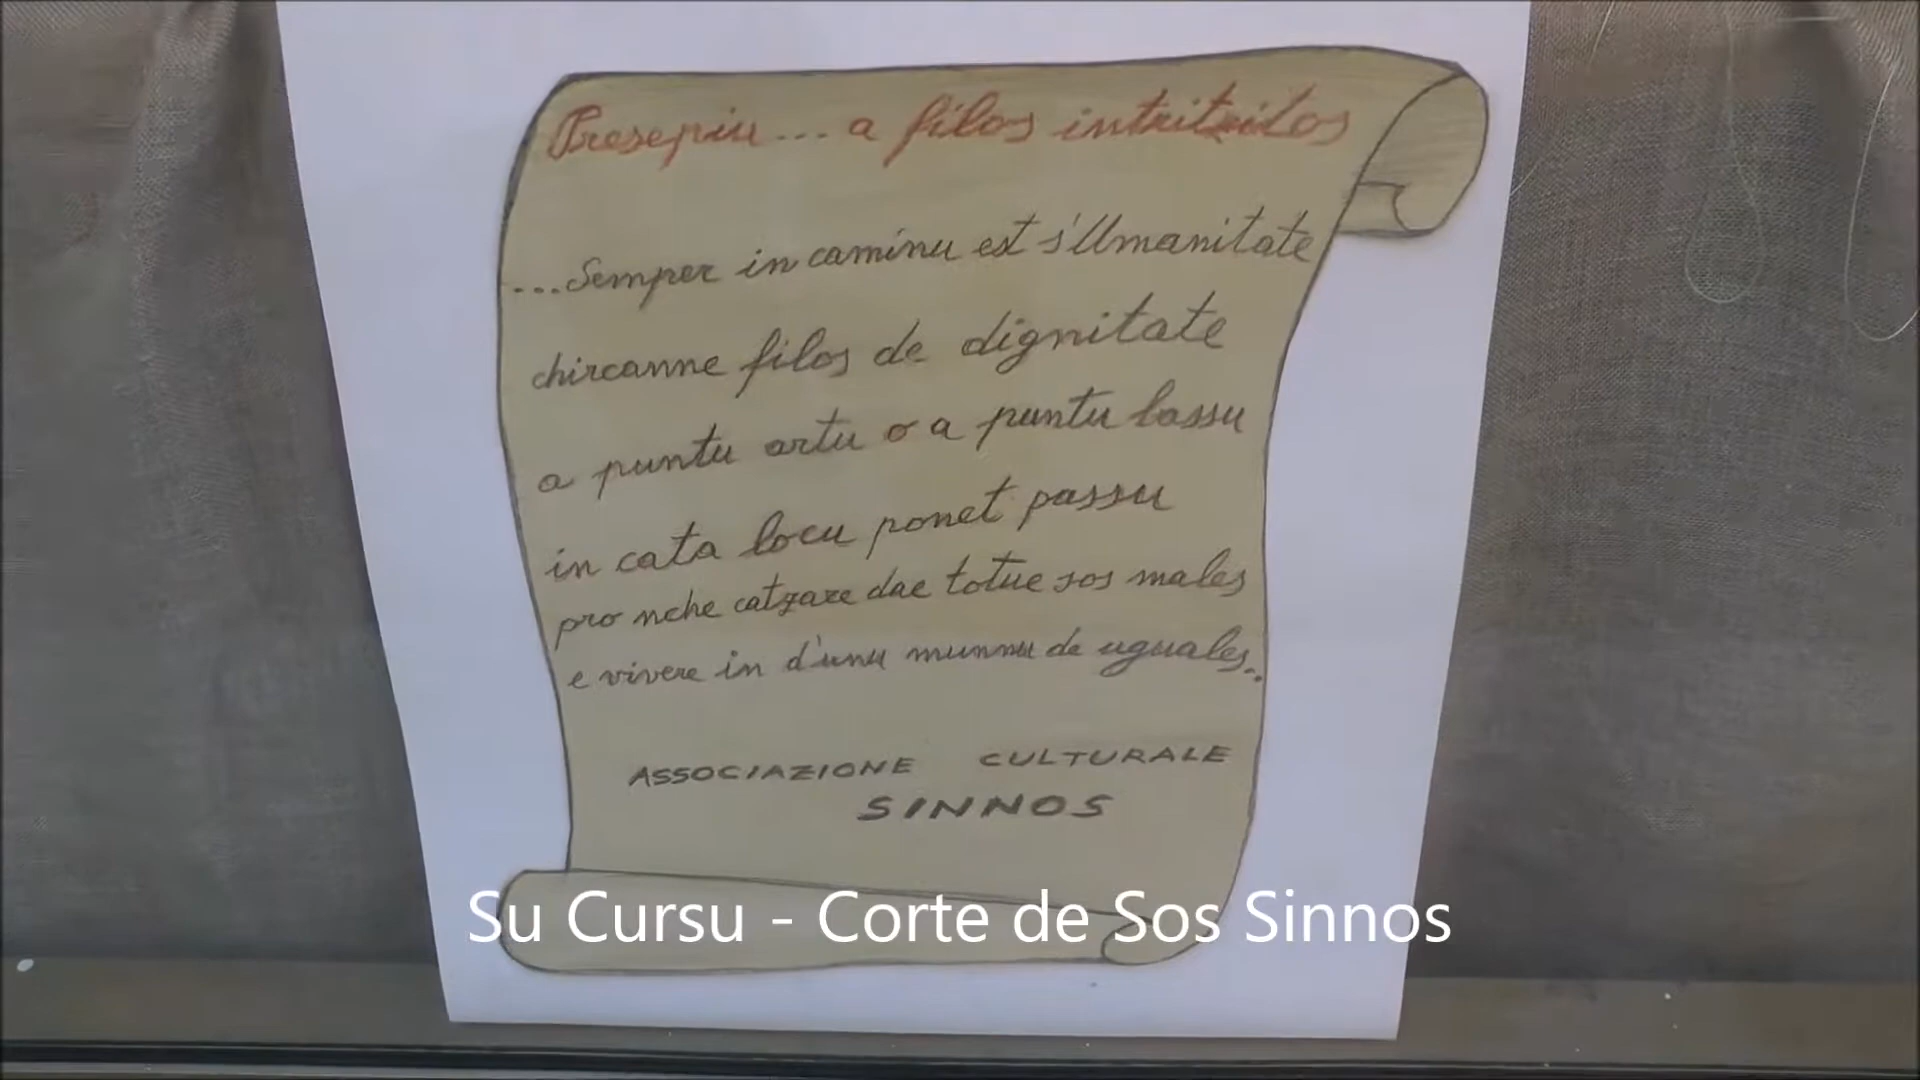 Presepiu... a filos intritzilos
...Semper in caminu est s'Umanitate
chircanne filos de dignitate
a puntu artu o a puntu bassu
in cata locu ponet passu
pro nche catzare dae totue sos males
e vivere in d'unu munnu de uguales..
ASSOCIAZIONE CULTURALE
SINNOS
Su Cursu - Corte de Sos Sinnos